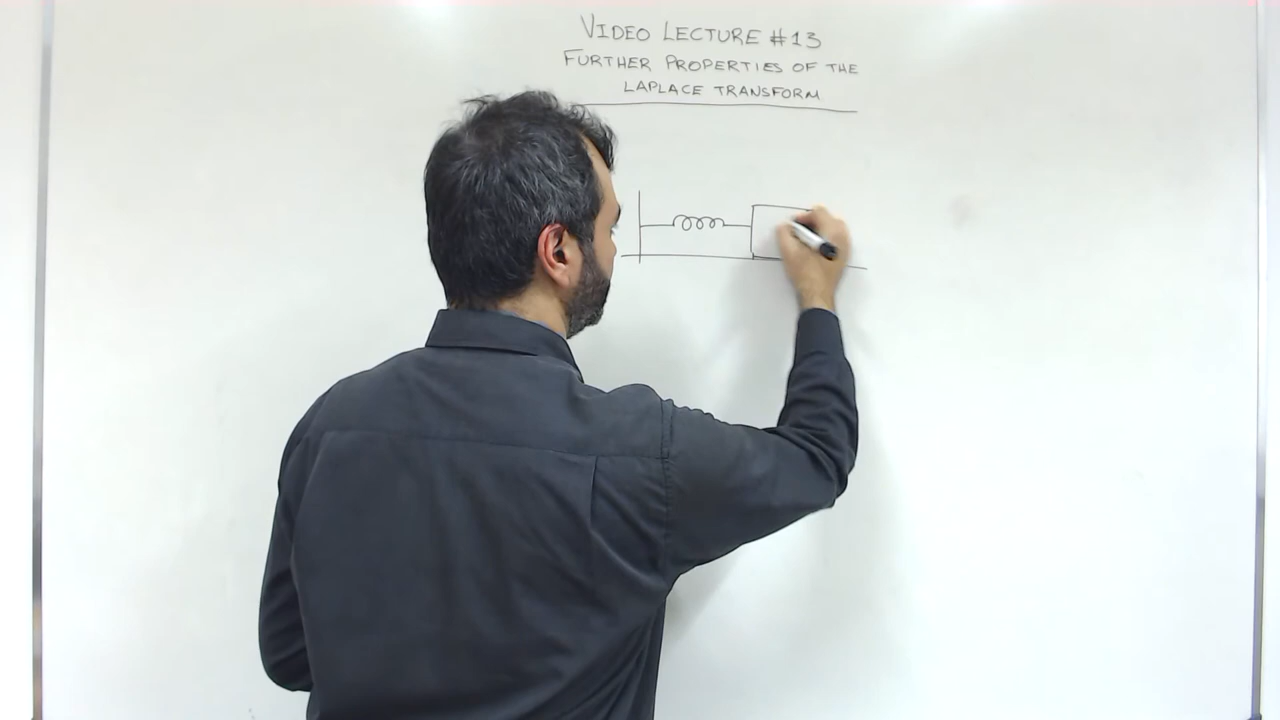 VIDEO LECTURE #13
FURTHER PROPERTIES OF THE
LAPLACE TRANSFORM